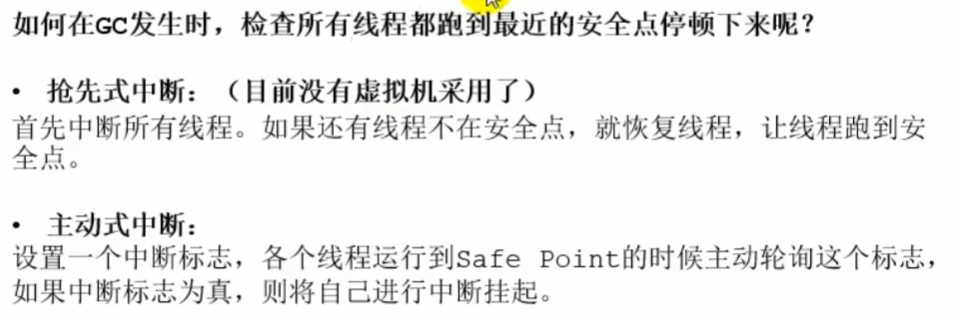 如何在GC发生时，检查所有线程都跑到最近的安全点停顿下来呢？
• 抢先式中断：（目前没有虚拟机采用了）
首先中断所有线程。如果还有线程不在安全点，就恢复线程，让线程跑到安
全点。
• 主动式中断：
设置一个中断标志，各个线程运行到Safe Point的时候主动轮询这个标志，
如果中断标志为真，则将自己进行中断挂起。